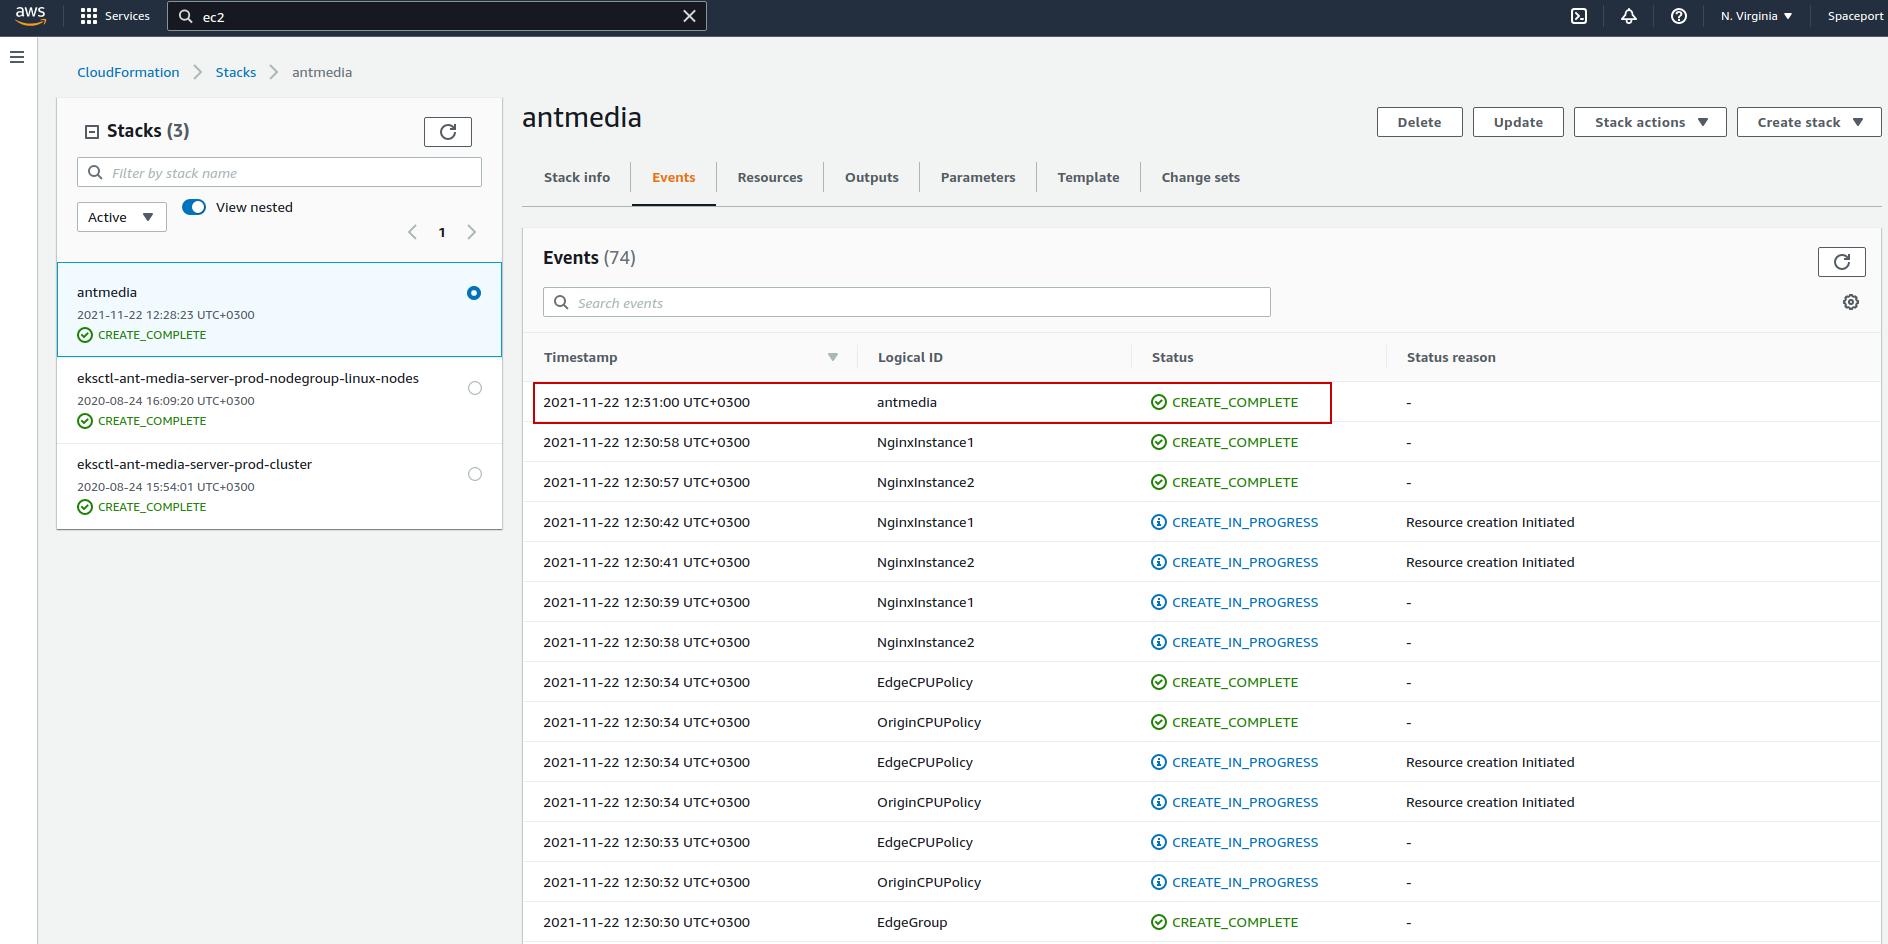 aws Services ec2 N. Virginia Spaceport
CloudFormation Stacks antmedia
Stacks (3)
Filter by stack name
Active View nested
1
antmedia
2021-11-22 12:28:23 UTC+0300
CREATE_COMPLETE
eksctl-ant-media-server-prod-nodegroup-linux-nodes
2020-08-24 16:09:20 UTC+0300
CREATE_COMPLETE
eksctl-ant-media-server-prod-cluster
2020-08-24 15:54:01 UTC+0300
CREATE_COMPLETE
antmedia
Delete Update Stack actions Create stack
Stack info Events Resources Outputs Parameters Template Change sets
Events (74)
Search events
Timestamp Logical ID Status Status reason
2021-11-22 12:31:00 UTC+0300 antmedia CREATE_COMPLETE -
2021-11-22 12:30:58 UTC+0300 NginxInstance1 CREATE_COMPLETE -
2021-11-22 12:30:57 UTC+0300 NginxInstance2 CREATE_COMPLETE -
2021-11-22 12:30:42 UTC+0300 NginxInstance1 CREATE_IN_PROGRESS Resource creation Initiated
2021-11-22 12:30:41 UTC+0300 NginxInstance2 CREATE_IN_PROGRESS Resource creation Initiated
2021-11-22 12:30:39 UTC+0300 NginxInstance1 CREATE_IN_PROGRESS -
2021-11-22 12:30:38 UTC+0300 NginxInstance2 CREATE_IN_PROGRESS -
2021-11-22 12:30:34 UTC+0300 EdgeCPUPolicy CREATE_COMPLETE -
2021-11-22 12:30:34 UTC+0300 OriginCPUPolicy CREATE_COMPLETE -
2021-11-22 12:30:34 UTC+0300 EdgeCPUPolicy CREATE_IN_PROGRESS Resource creation Initiated
2021-11-22 12:30:34 UTC+0300 OriginCPUPolicy CREATE_IN_PROGRESS Resource creation Initiated
2021-11-22 12:30:33 UTC+0300 EdgeCPUPolicy CREATE_IN_PROGRESS -
2021-11-22 12:30:32 UTC+0300 OriginCPUPolicy CREATE_IN_PROGRESS -
2021-11-22 12:30:30 UTC+0300 EdgeGroup CREATE_COMPLETE -